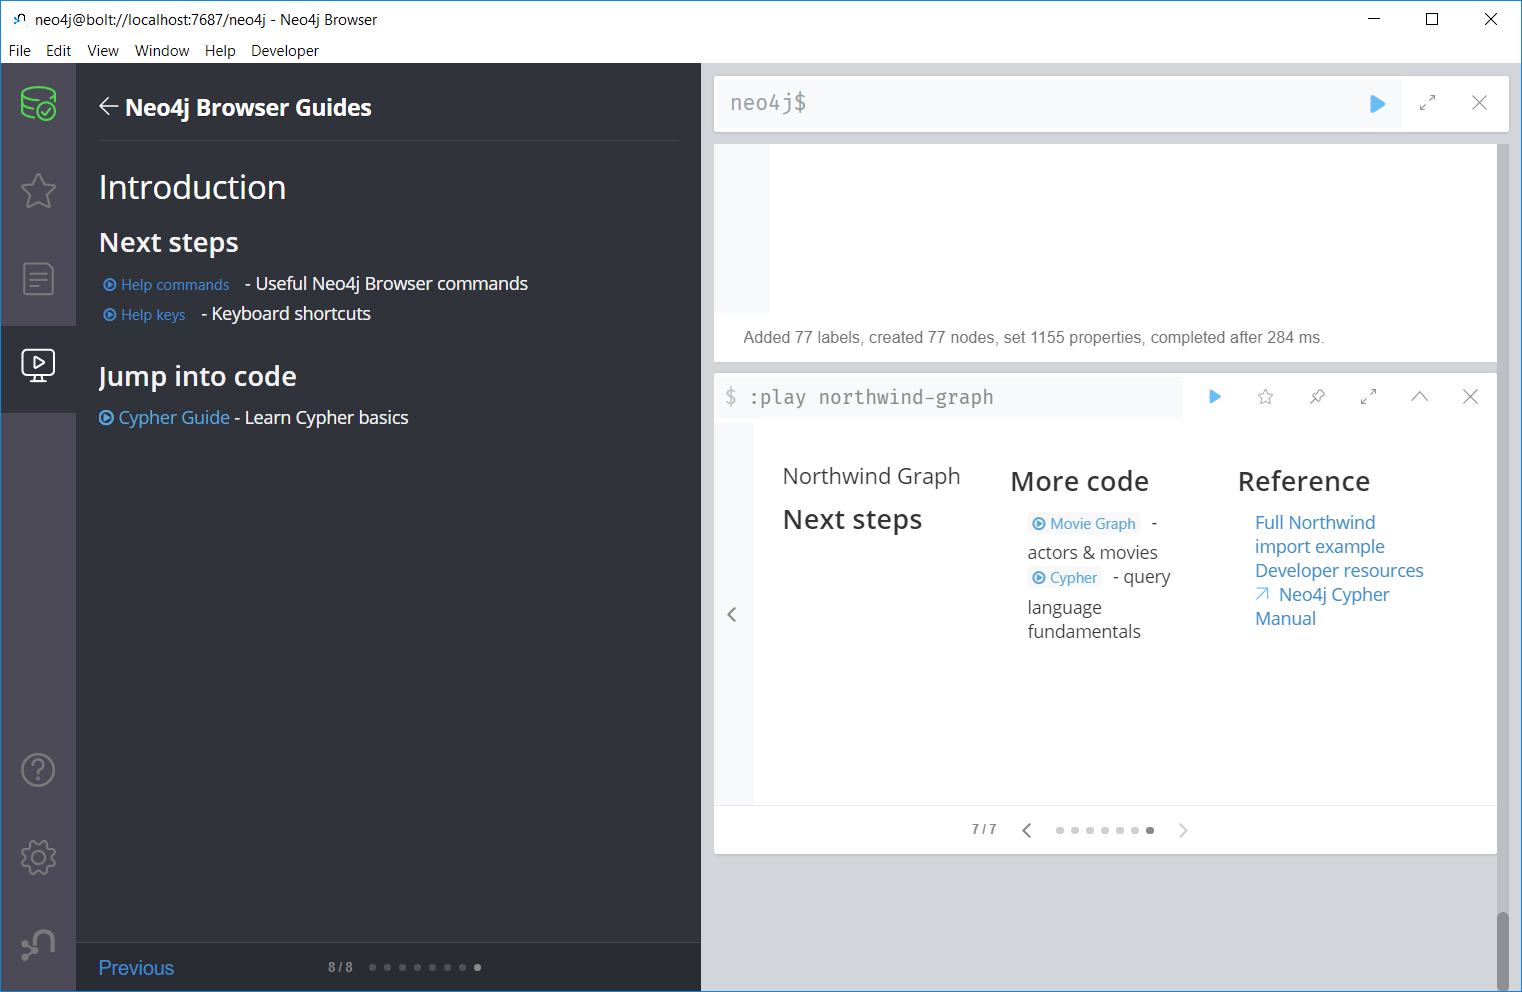 neo4j@bolt://localhost:7687/neo4j - Neo4j Browser
File Edit View Window Help Developer
Neo4j Browser Guides
Introduction
Next steps
Help commands - Useful Neo4j Browser commands
Help keys - Keyboard shortcuts
Jump into code
Cypher Guide - Learn Cypher basics
Previous
8 / 8
neo4j$
Added 77 labels, created 77 nodes, set 1155 properties, completed after 284 ms.
$ :play northwind-graph
Northwind Graph
Next steps
More code
Movie Graph -
actors & movies
Cypher - query
language
fundamentals
Reference
Full Northwind
import example
Developer resources
Neo4j Cypher
Manual
7 / 7